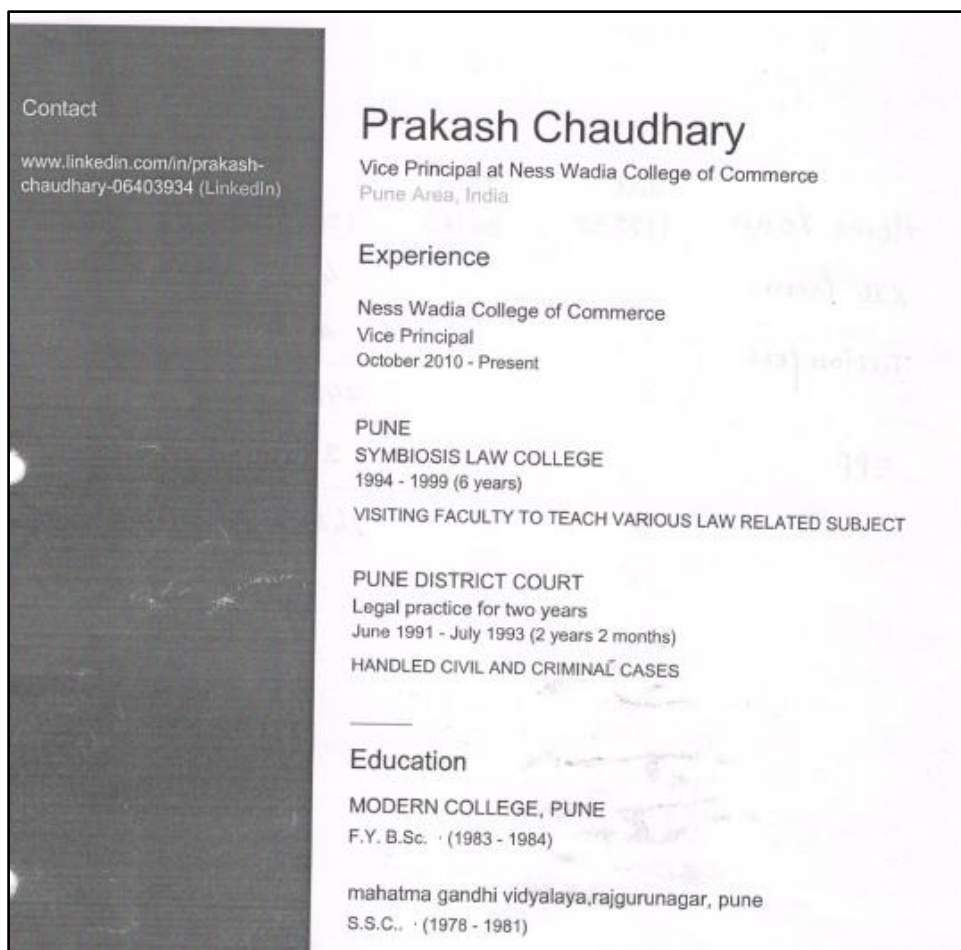 Contact
www.linkedin.com/in/prakash-
chaudhary-06403934 (LinkedIn)
Prakash Chaudhary
Vice Principal at Ness Wadia College of Commerce
Pune Area, India
Experience
Ness Wadia College of Commerce
Vice Principal
October 2010 - Present
PUNE
SYMBIOSIS LAW COLLEGE
1994 - 1999 (6 years)
VISITING FACULTY TO TEACH VARIOUS LAW RELATED SUBJECT
PUNE DISTRICT COURT
Legal practice for two years
June 1991 - July 1993 (2 years 2 months)
HANDLED CIVIL AND CRIMINAL CASES
Education
MODERN COLLEGE, PUNE
F.Y. B.Sc. · (1983 - 1984)
mahatma gandhi vidyalaya,rajgurunagar, pune
S.S.C.. · (1978 - 1981)